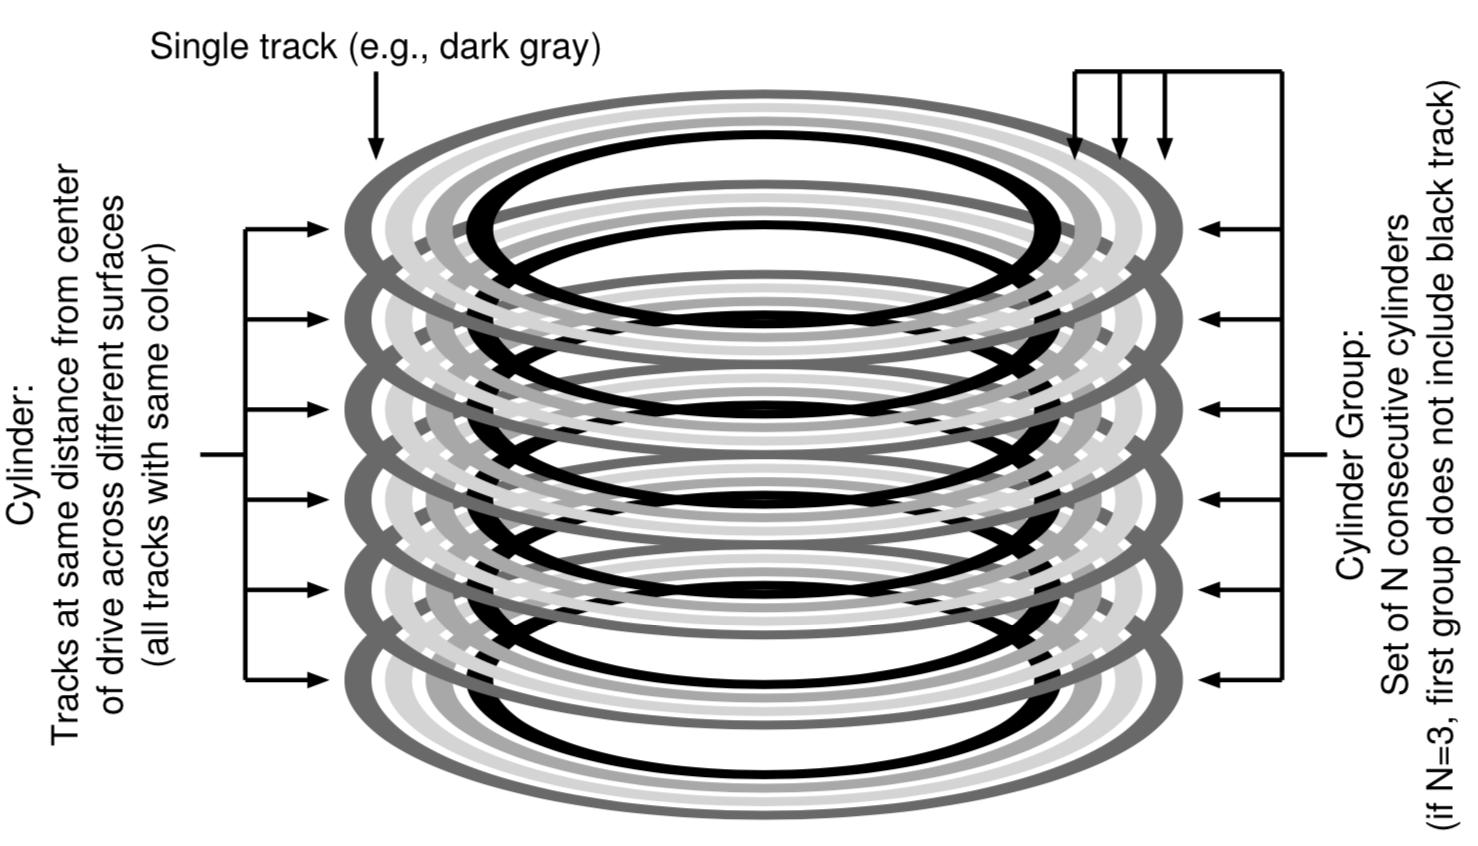 Single track (e.g., dark gray)
Cylinder:
Tracks at same distance from center
of drive across different surfaces
(all tracks with same color)
Cylinder Group:
Set of N consecutive cylinders
(if N=3, first group does not include black track)